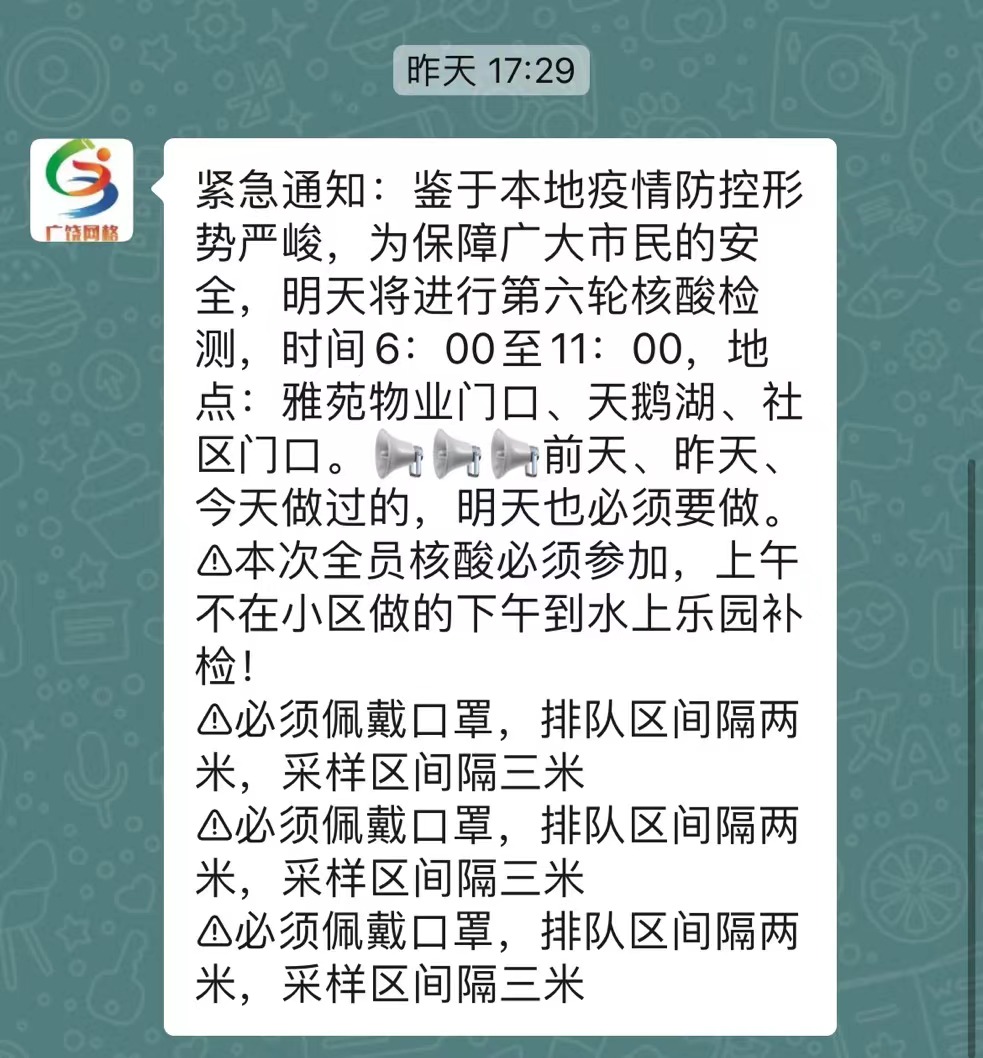 昨天 17:29
广饶网格
紧急通知：鉴于本地疫情防控形
势严峻，为保障广大市民的安
全，明天将进行第六轮核酸检
测，时间6：00至11：00，地
点：雅苑物业门口、天鹅湖、社
区门口。📢📢📢前天、昨天、
今天做过的，明天也必须要做。
⚠本次全员核酸必须参加，上午
不在小区做的下午到水上乐园补
检！
⚠必须佩戴口罩，排队区间隔两
米，采样区间隔三米
⚠必须佩戴口罩，排队区间隔两
米，采样区间隔三米
⚠必须佩戴口罩，排队区间隔两
米，采样区间隔三米